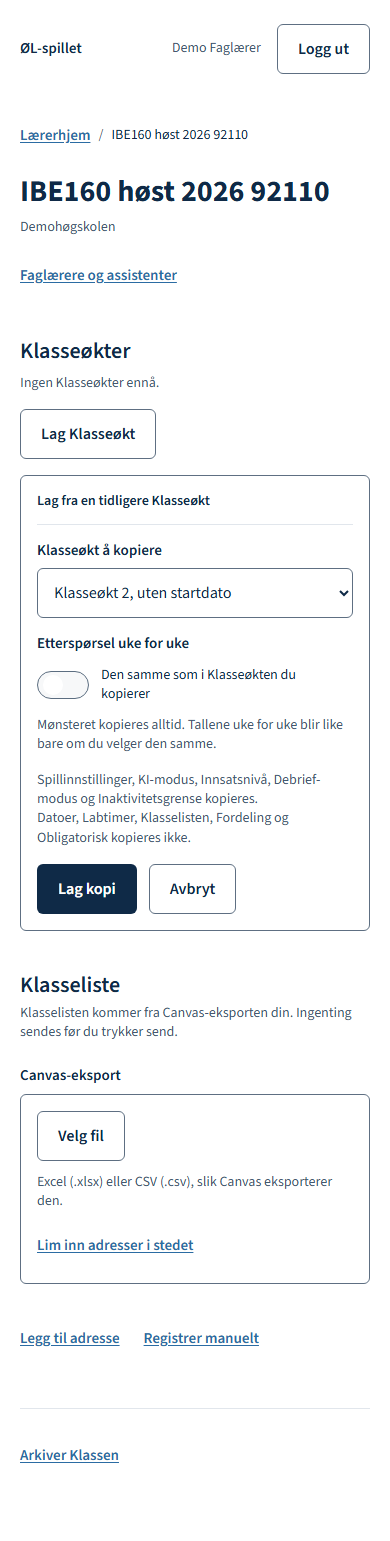 ØL-spillet
Demo Faglærer
Logg ut
Lærerhjem / IBE160 høst 2026 92110
IBE160 høst 2026 92110
Demohøgskolen
Faglærere og assistenter
Klasseøkter
Ingen Klasseøkter ennå.
Lag Klasseøkt
Lag fra en tidligere Klasseøkt
Klasseøkt å kopiere
Klasseøkt 2, uten startdato
Etterspørsel uke for uke
Den samme som i Klasseøkten du
kopierer
Mønsteret kopieres alltid. Tallene uke for uke blir like
bare om du velger den samme.
Spillinnstillinger, KI-modus, Innsatsnivå, Debrief-
modus og Inaktivitetsgrense kopieres.
Datoer, Labtimer, Klasselisten, Fordeling og
Obligatorisk kopieres ikke.
Lag kopi
Avbryt
Klasseliste
Klasselisten kommer fra Canvas-eksporten din. Ingenting
sendes før du trykker send.
Canvas-eksport
Velg fil
Excel (.xlsx) eller CSV (.csv), slik Canvas eksporterer
den.
Lim inn adresser i stedet
Legg til adresse
Registrer manuelt
Arkiver Klassen